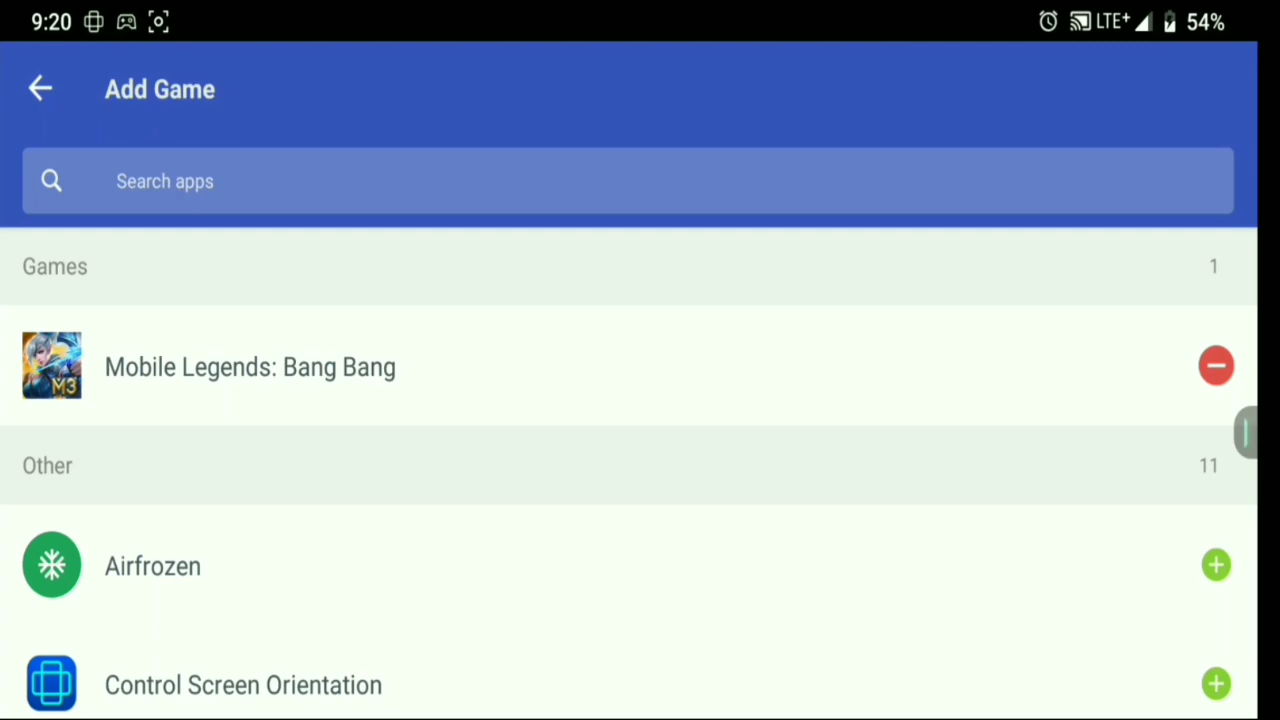 9:20 LTE+ 54%
Add Game
Search apps
Games 1
M3
Mobile Legends: Bang Bang
Other 11
Airfrozen
Control Screen Orientation